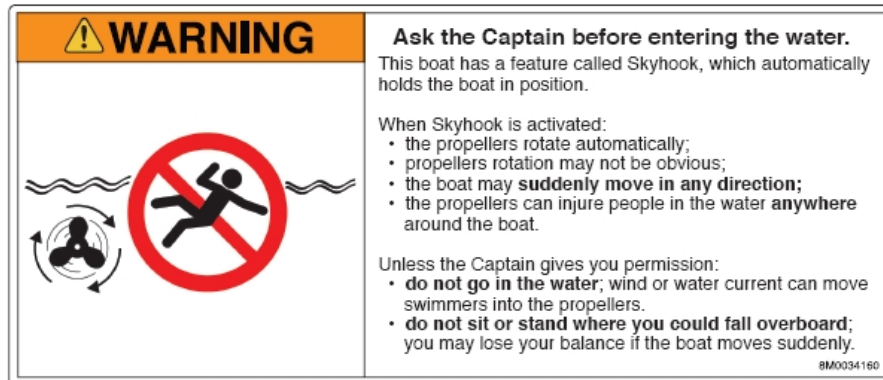 WARNING
Ask the Captain before entering the water.
This boat has a feature called Skyhook, which automatically
holds the boat in position.
When Skyhook is activated:
• the propellers rotate automatically;
• propellers rotation may not be obvious;
• the boat may suddenly move in any direction;
• the propellers can injure people in the water anywhere
around the boat.
Unless the Captain gives you permission:
• do not go in the water; wind or water current can move
swimmers into the propellers.
• do not sit or stand where you could fall overboard;
you may lose your balance if the boat moves suddenly.
8M0034160